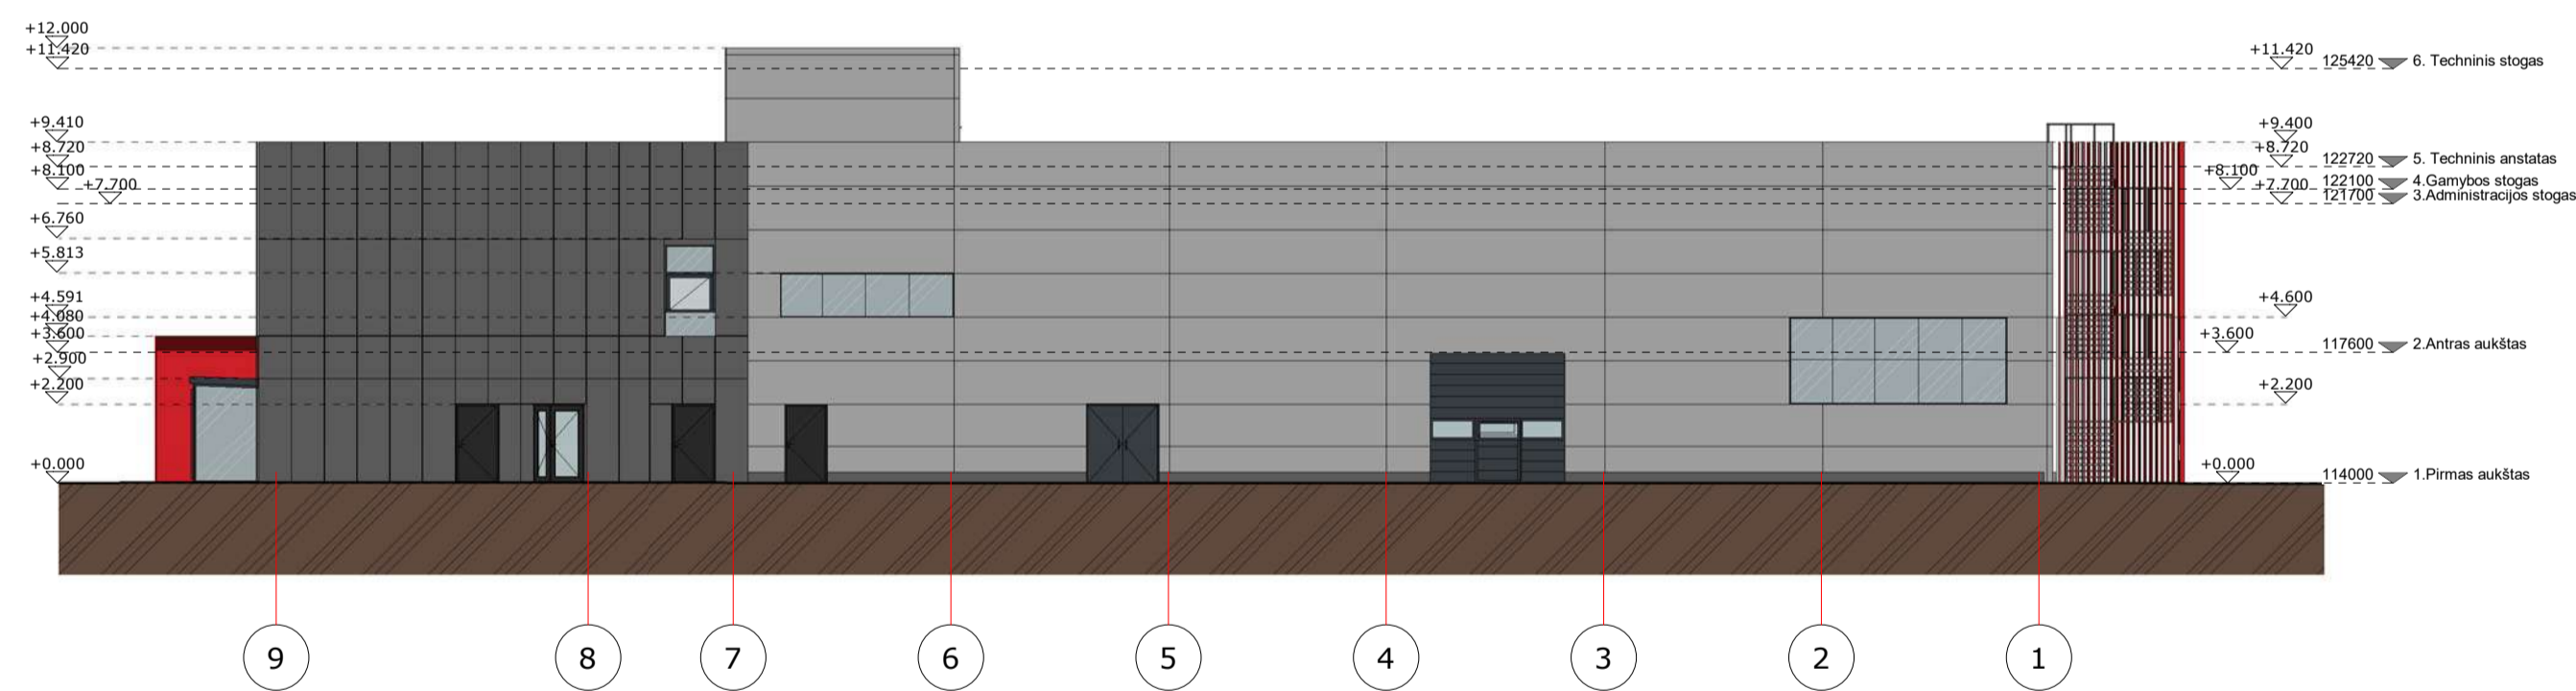 +12.000
+11.420
+9.410
+8.720
+8.100
+7.700
+6.760
+5.813
+4.591
+4.080
+3.600
+2.900
+2.200
+0.000
+11.420 125420 6. Techninis stogas
+9.400
+8.720 122720 5. Techninis anstatas
+8.100 122100 4.Gamybos stogas
+7.700 121700 3.Administracijos stogas
+4.600
+3.600 117600 2.Antras aukštas
+2.200
+0.000 114000 1.Pirmas aukštas
9 8 7 6 5 4 3 2 1